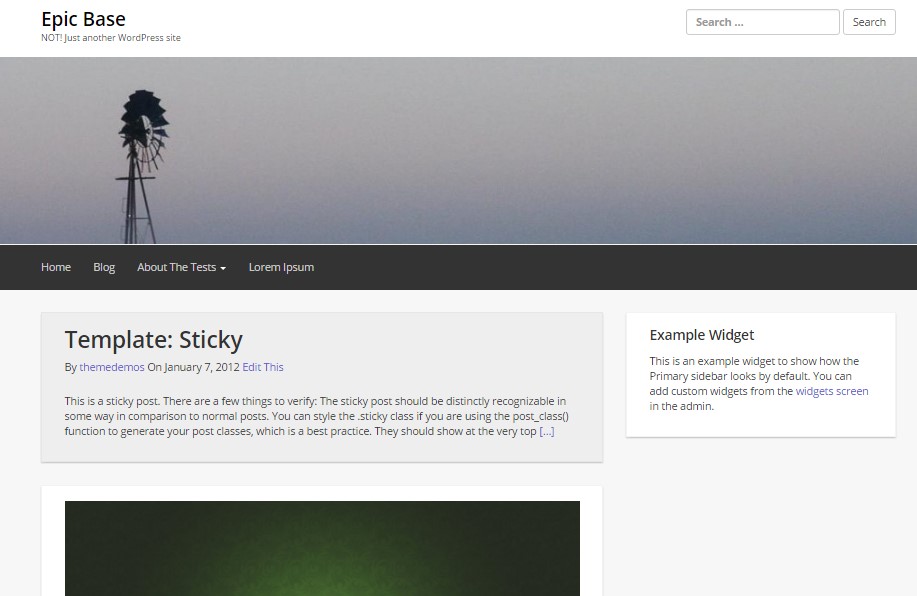 Epic Base
NOT! Just another WordPress site
Search ...
Search
Home
Blog
About The Tests
Lorem Ipsum
Template: Sticky
By themedemos On January 7, 2012 Edit This
This is a sticky post. There are a few things to verify: The sticky post should be distinctly recognizable in
some way in comparison to normal posts. You can style the .sticky class if you are using the post_class()
function to generate your post classes, which is a best practice. They should show at the very top [...]
Example Widget
This is an example widget to show how the
Primary sidebar looks by default. You can
add custom widgets from the widgets screen
in the admin.